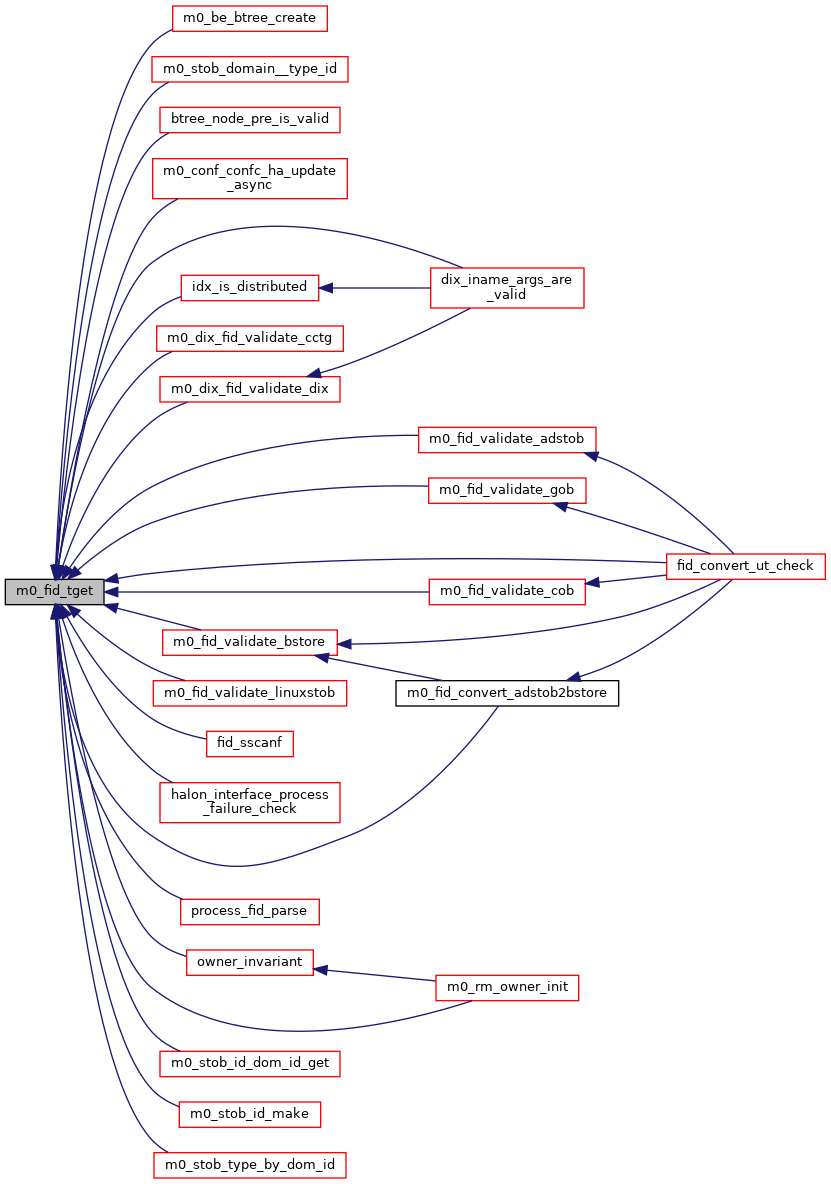 m0_be_btree_create
m0_stob_domain__type_id
btree_node_pre_is_valid
m0_conf_confc_ha_update
_async
dix_iname_args_are
_valid
idx_is_distributed
m0_dix_fid_validate_cctg
m0_dix_fid_validate_dix
m0_fid_validate_adstob
m0_fid_validate_gob
fid_convert_ut_check
m0_fid_tget
m0_fid_validate_cob
m0_fid_validate_bstore
m0_fid_validate_linuxstob
m0_fid_convert_adstob2bstore
fid_sscanf
halon_interface_process
_failure_check
process_fid_parse
owner_invariant
m0_rm_owner_init
m0_stob_id_dom_id_get
m0_stob_id_make
m0_stob_type_by_dom_id